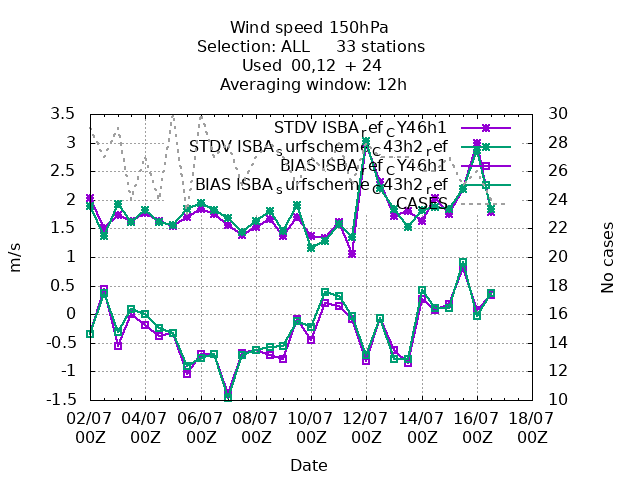 Wind speed 150hPa
Selection: ALL 33 stations
Used 00,12 + 24
Averaging window: 12h
STDV ISBA_ref_CY46h1
STDV ISBA_surfscheme_C43h2_ref
BIAS ISBA_ref_CY46h1
BIAS ISBA_surfscheme_C43h2_ref
CASES
3.5
3
2.5
2
1.5
1
0.5
0
-0.5
-1
-1.5
30
28
26
24
22
20
18
16
14
12
10
m/s
No cases
02/07 04/07 06/07 08/07 10/07 12/07 14/07 16/07 18/07
00Z 00Z 00Z 00Z 00Z 00Z 00Z 00Z 00Z
Date